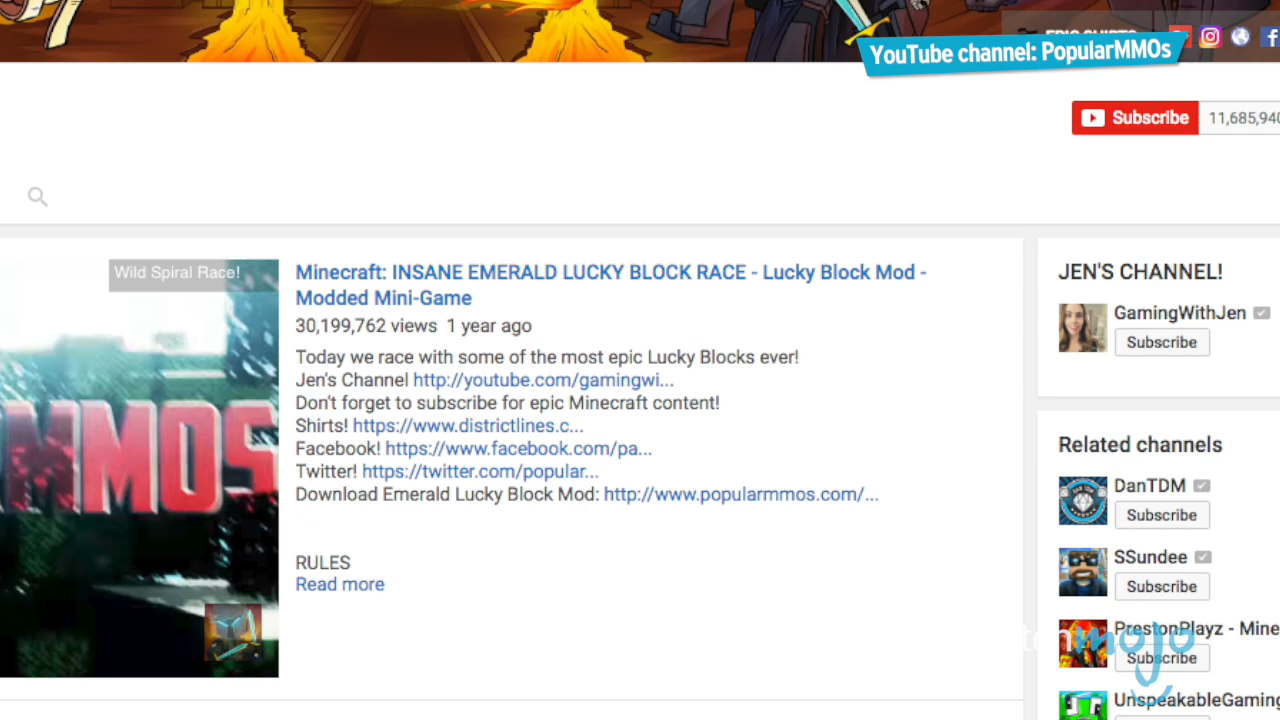 EPIC SHIRTS
YouTube channel: PopularMMOs
Subscribe 11,685,940
Wild Spiral Race!
MMOS
Minecraft: INSANE EMERALD LUCKY BLOCK RACE - Lucky Block Mod -
Modded Mini-Game
30,199,762 views 1 year ago
Today we race with some of the most epic Lucky Blocks ever!
Jen's Channel http://youtube.com/gamingwi...
Don't forget to subscribe for epic Minecraft content!
Shirts! https://www.districtlines.c...
Facebook! https://www.facebook.com/pa...
Twitter! https://twitter.com/popular...
Download Emerald Lucky Block Mod: http://www.popularmmos.com/...
RULES
Read more
JEN'S CHANNEL!
GamingWithJen
Subscribe
Related channels
DanTDM
Subscribe
SSundee
Subscribe
PrestonPlayz - Mine
Subscribe
mojo
UnspeakableGaming